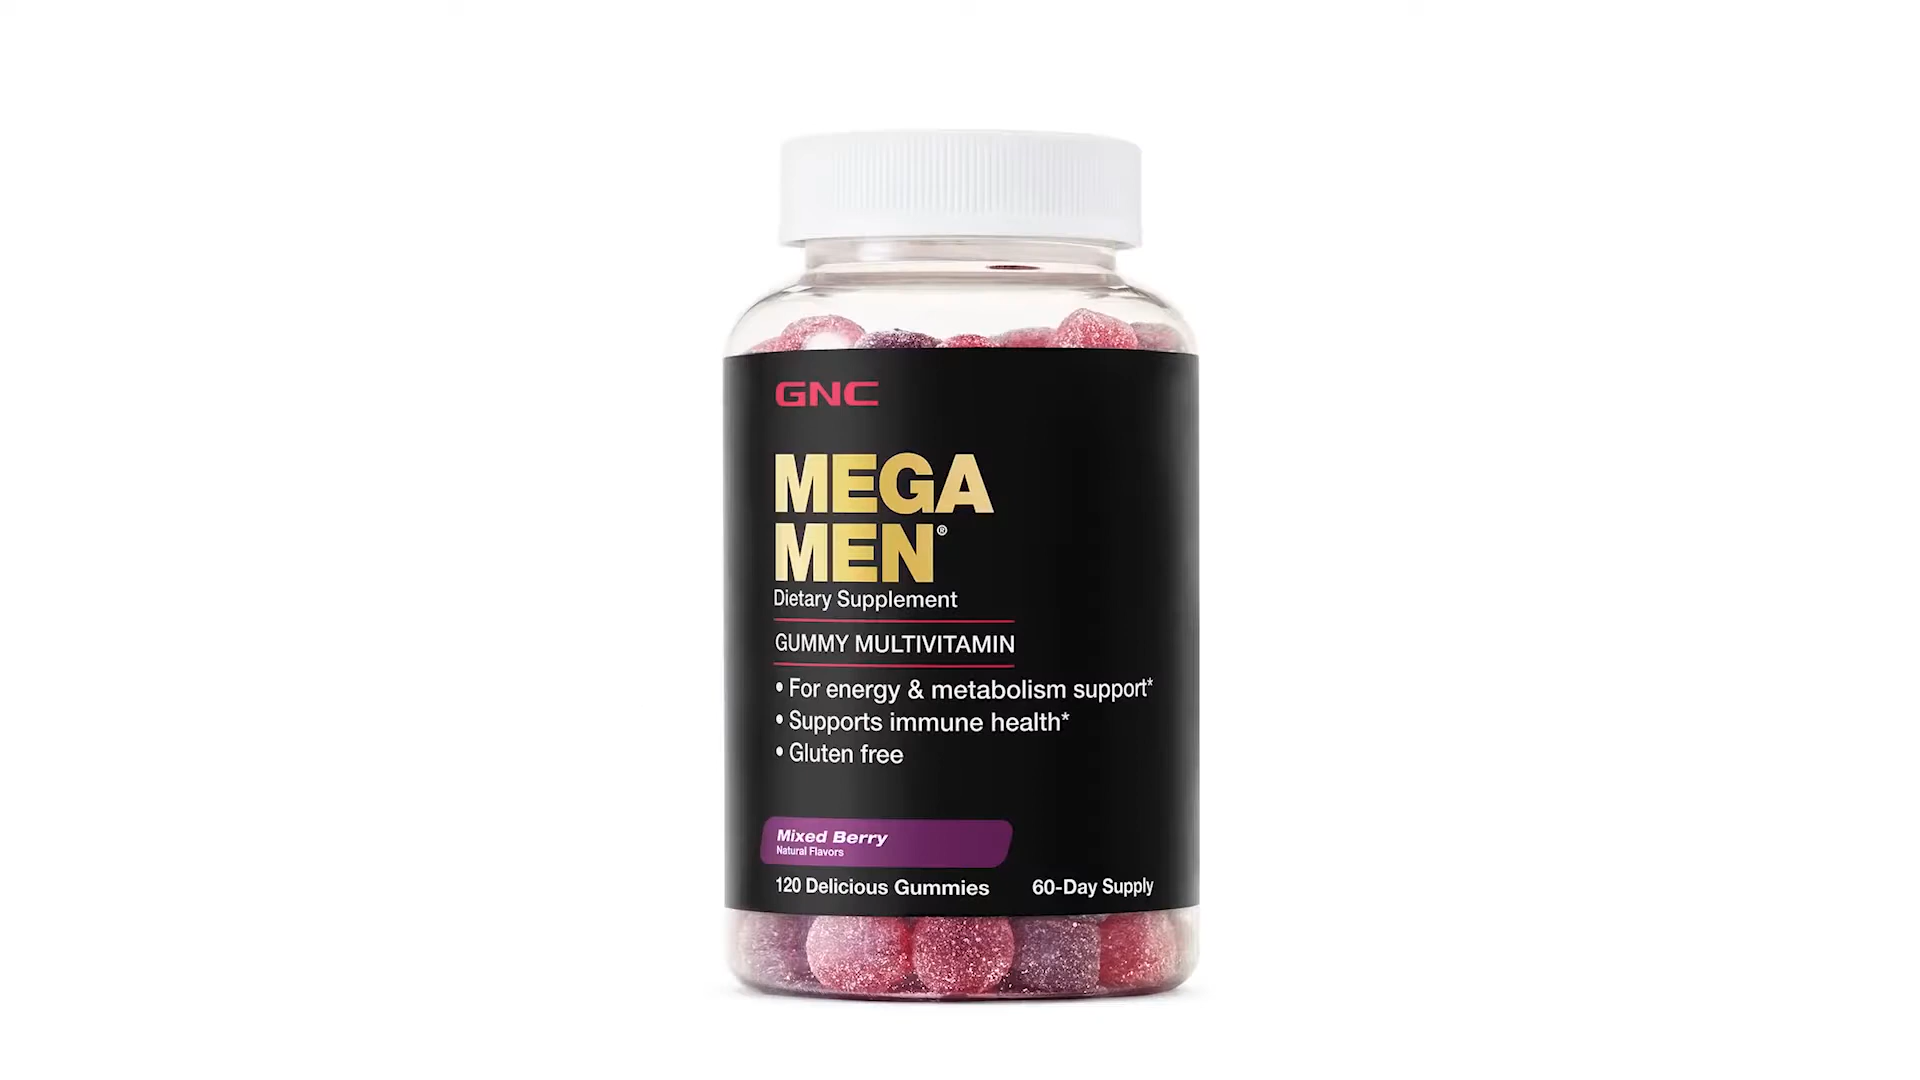 GNC
MEGA
MEN®
Dietary Supplement
GUMMY MULTIVITAMIN
• For energy & metabolism support*
• Supports immune health*
• Gluten free
Mixed Berry
Natural Flavors
120 Delicious Gummies 60-Day Supply